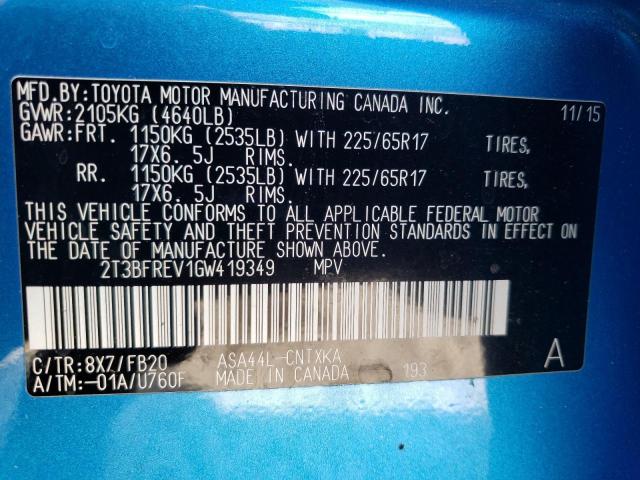 MFD.BY:TOYOTA MOTOR MANUFACTURING CANADA INC.
GVWR:2105KG (4640LB) 11/15
GAWR:FRT. 1150KG (2535LB) WITH 225/65R17 TIRES,
17X6. 5J RIMS.
RR. 1150KG (2535LB) WITH 225/65R17 TIRES,
17X6. 5J RIMS.
THIS VEHICLE CONFORMS TO ALL APPLICABLE FEDERAL MOTOR
VEHICLE SAFETY AND THEFT PREVENTION STANDARDS IN EFFECT ON
THE DATE OF MANUFACTURE SHOWN ABOVE.
2T3BFREV1GW419349 MPV
C/TR:8X7/FB20 ASA44L-CNTXKA A
A/TM:-01A/U760F MADE IN CANADA 193